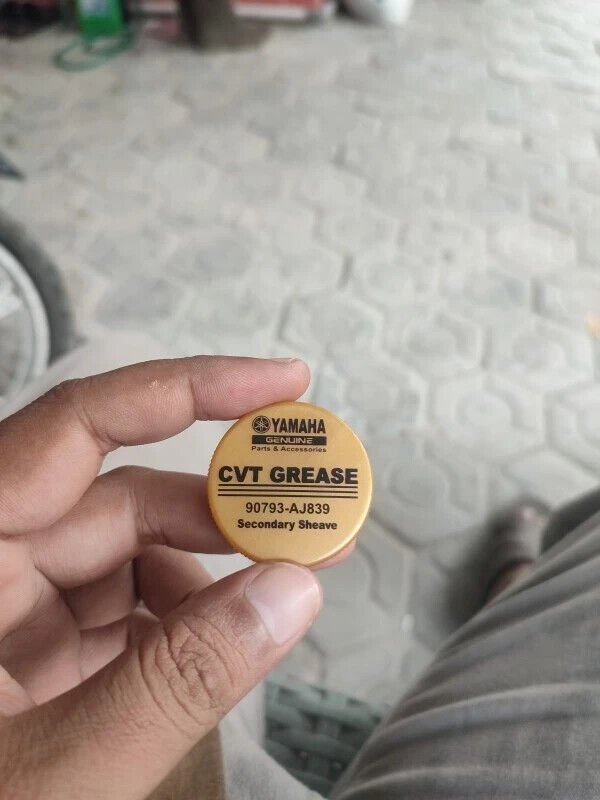 YAMAHA
GENUINE
Parts & Accessories
CVT GREASE
90793-AJ839
Secondary Sheave